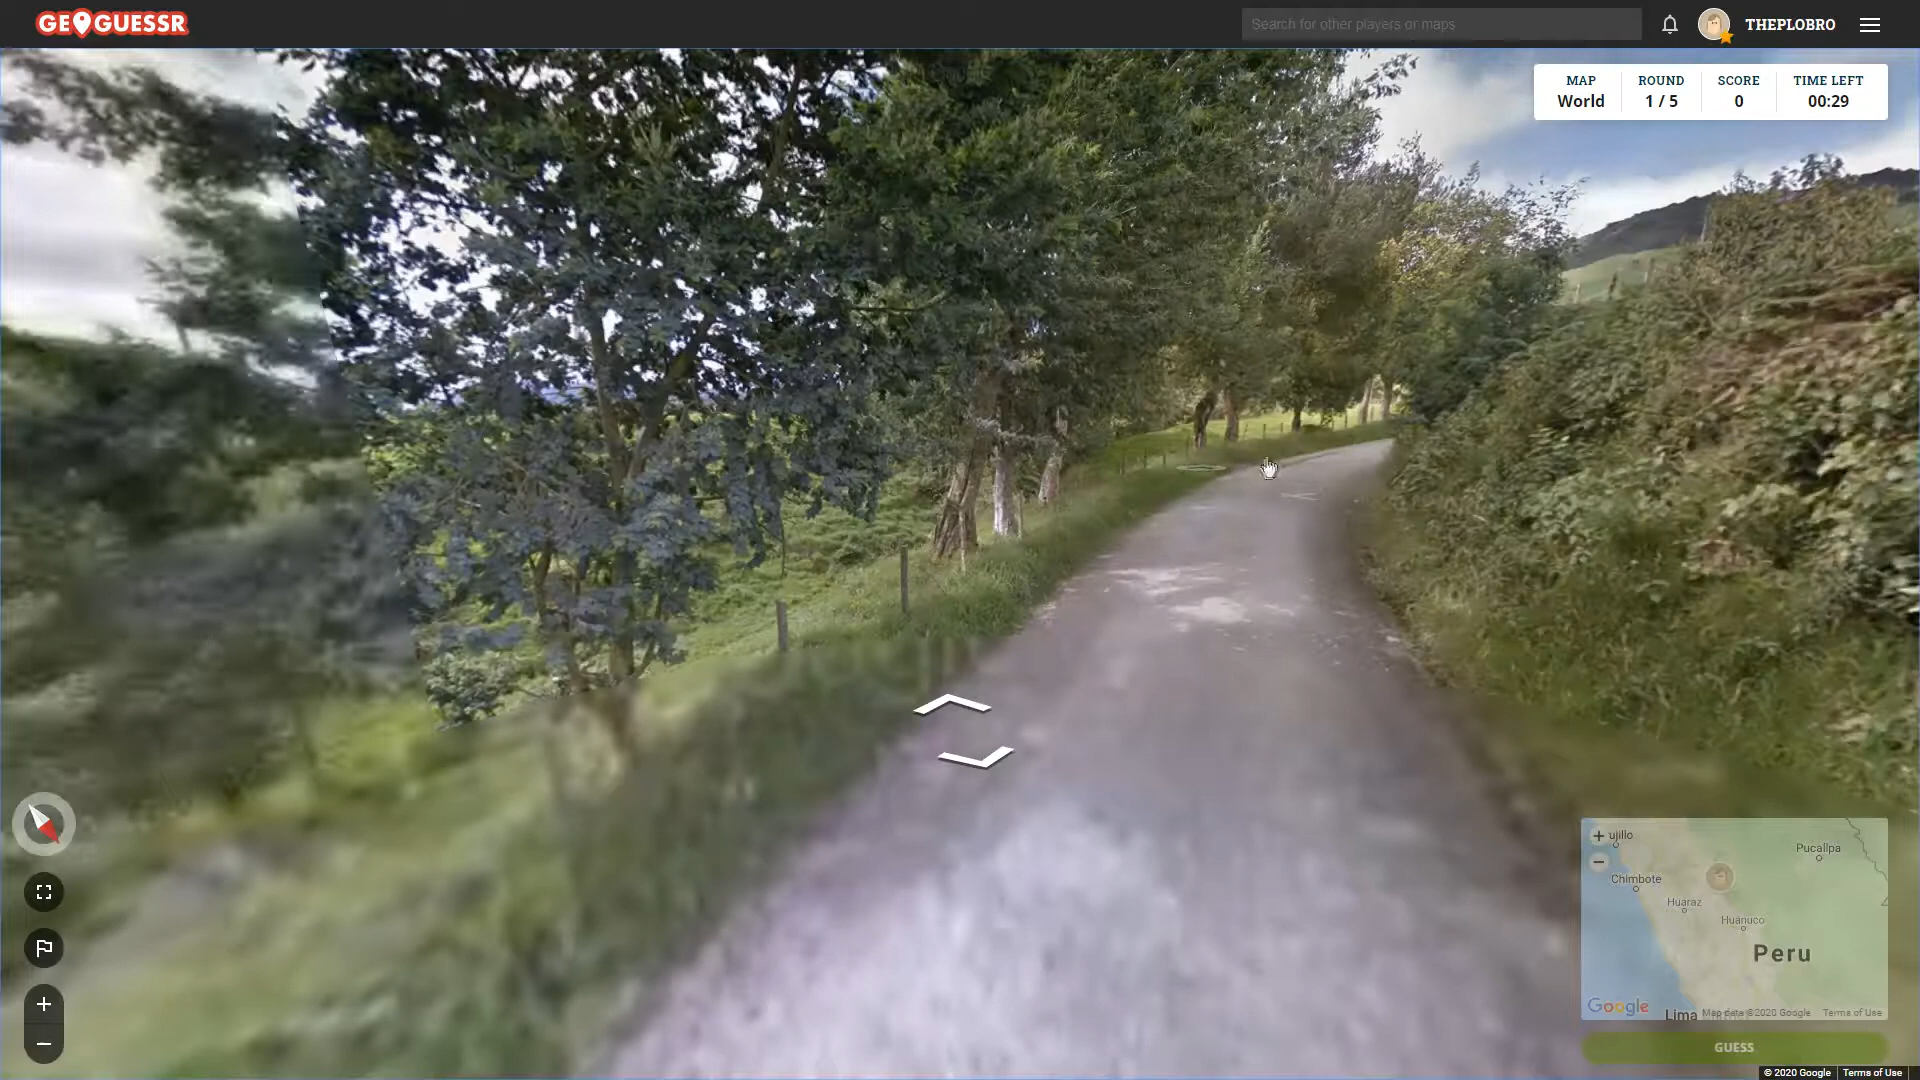 GEOGUESSR
Search for other players or maps
THEPLOBRO
MAP
World
ROUND
1 / 5
SCORE
0
TIME LEFT
00:29
ujillo
Pucallpa
Chimbote
Huaraz
Huánuco
Peru
Lima
Google
Map data ©2020 Google
Terms of Use
GUESS
© 2020 Google
Terms of Use